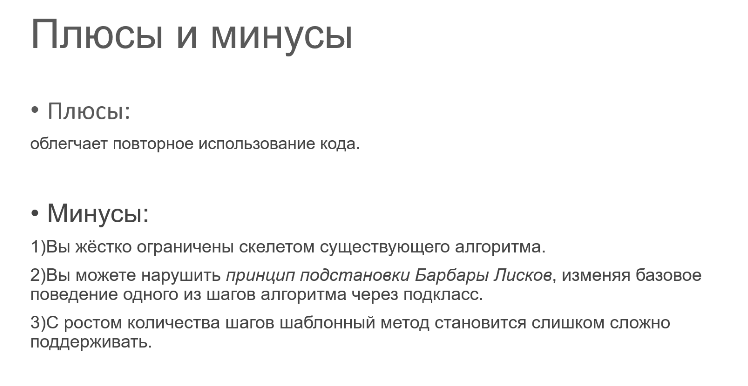 Плюсы и минусы
• Плюсы:
облегчает повторное использование кода.
• Минусы:
1)Вы жёстко ограничены скелетом существующего алгоритма.
2)Вы можете нарушить принцип подстановки Барбары Лисков, изменяя базовое
поведение одного из шагов алгоритма через подкласс.
3)С ростом количества шагов шаблонный метод становится слишком сложно
поддерживать.